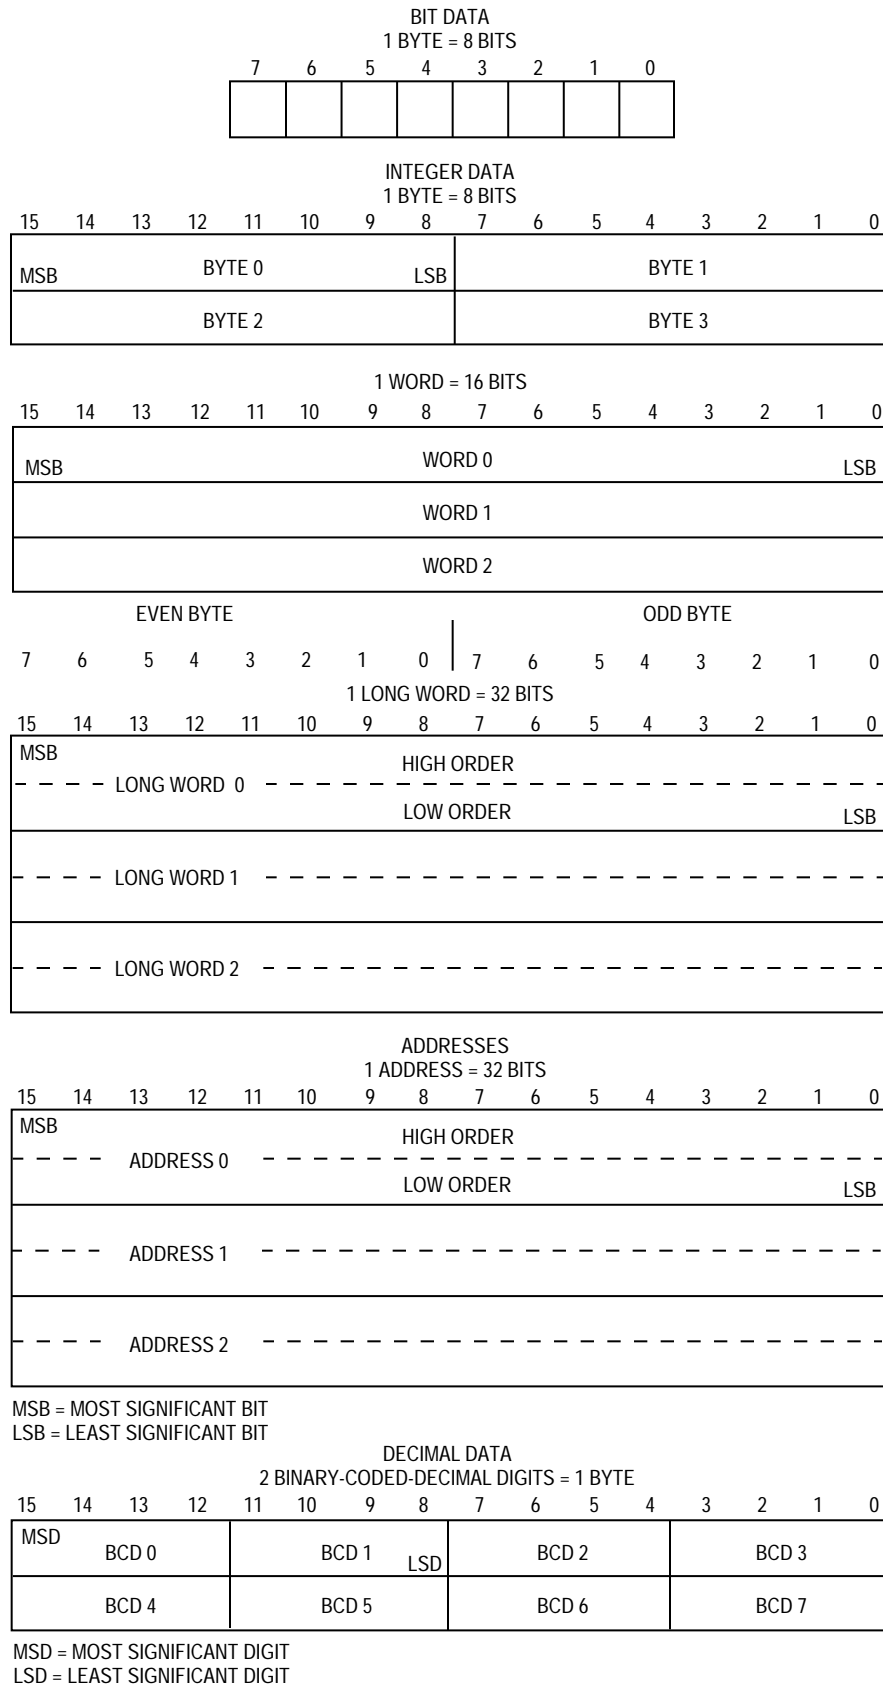 BIT DATA
1 BYTE = 8 BITS
7 6 5 4 3 2 1 0
INTEGER DATA
1 BYTE = 8 BITS
15 14 13 12 11 10 9 8 7 6 5 4 3 2 1 0
MSB BYTE 0 LSB BYTE 1
BYTE 2 BYTE 3
1 WORD = 16 BITS
15 14 13 12 11 10 9 8 7 6 5 4 3 2 1 0
MSB WORD 0 LSB
WORD 1
WORD 2
EVEN BYTE ODD BYTE
7 6 5 4 3 2 1 0 7 6 5 4 3 2 1 0
1 LONG WORD = 32 BITS
15 14 13 12 11 10 9 8 7 6 5 4 3 2 1 0
MSB HIGH ORDER
LONG WORD 0
LOW ORDER LSB
LONG WORD 1
LONG WORD 2
ADDRESSES
1 ADDRESS = 32 BITS
15 14 13 12 11 10 9 8 7 6 5 4 3 2 1 0
MSB HIGH ORDER
ADDRESS 0
LOW ORDER LSB
ADDRESS 1
ADDRESS 2
MSB = MOST SIGNIFICANT BIT
LSB = LEAST SIGNIFICANT BIT
DECIMAL DATA
2 BINARY-CODED-DECIMAL DIGITS = 1 BYTE
15 14 13 12 11 10 9 8 7 6 5 4 3 2 1 0
MSD BCD 0 BCD 1 LSD BCD 2 BCD 3
BCD 4 BCD 5 BCD 6 BCD 7
MSD = MOST SIGNIFICANT DIGIT
LSD = LEAST SIGNIFICANT DIGIT